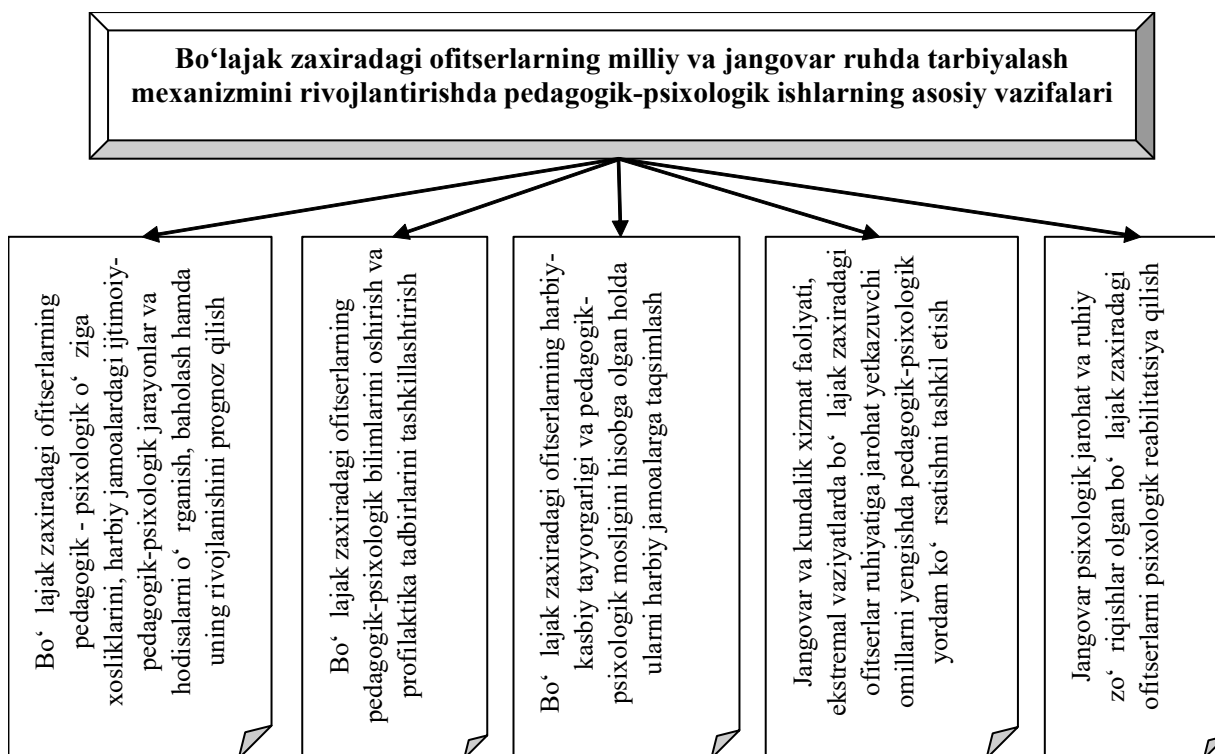 Bo‘lajak zaxiradagi ofitserlarning milliy va jangovar ruhda tarbiyalash
mexanizmini rivojlantirishda pedagogik-psixologik ishlarning asosiy vazifalari
Bo‘ lajak zaxiradagi ofitserlarning
pedagogik - psixologik o‘ ziga
xosliklarini, harbiy jamoalardagi ijtimoiy-
pedagogik-psixologik jarayonlar va
hodisalarni o‘ rganish, baholash hamda
uning rivojlanishini prognoz qilish
Bo‘ lajak zaxiradagi ofitserlarning
pedagogik-psixologik bilimlarini oshirish va
profilaktika tadbirlarini tashkillashtirish
Bo‘ lajak zaxiradagi ofitserlarning harbiy-
kasbiy tayyorgarligi va pedagogik-
psixologik mosligini hisobga olgan holda
ularni harbiy jamoalarga taqsimlash
Jangovar va kundalik xizmat faoliyati,
ekstremal vaziyatlarda bo‘ lajak zaxiradagi
ofitserlar ruhiyatiga jarohat yetkazuvchi
omillarni yengishda pedagogik-psixologik
yordam ko‘ rsatishni tashkil etish
Jangovar psixologik jarohat va ruhiy
zo‘ riqishlar olgan bo‘ lajak zaxiradagi
ofitserlarni psixologik reabilitatsiya qilish